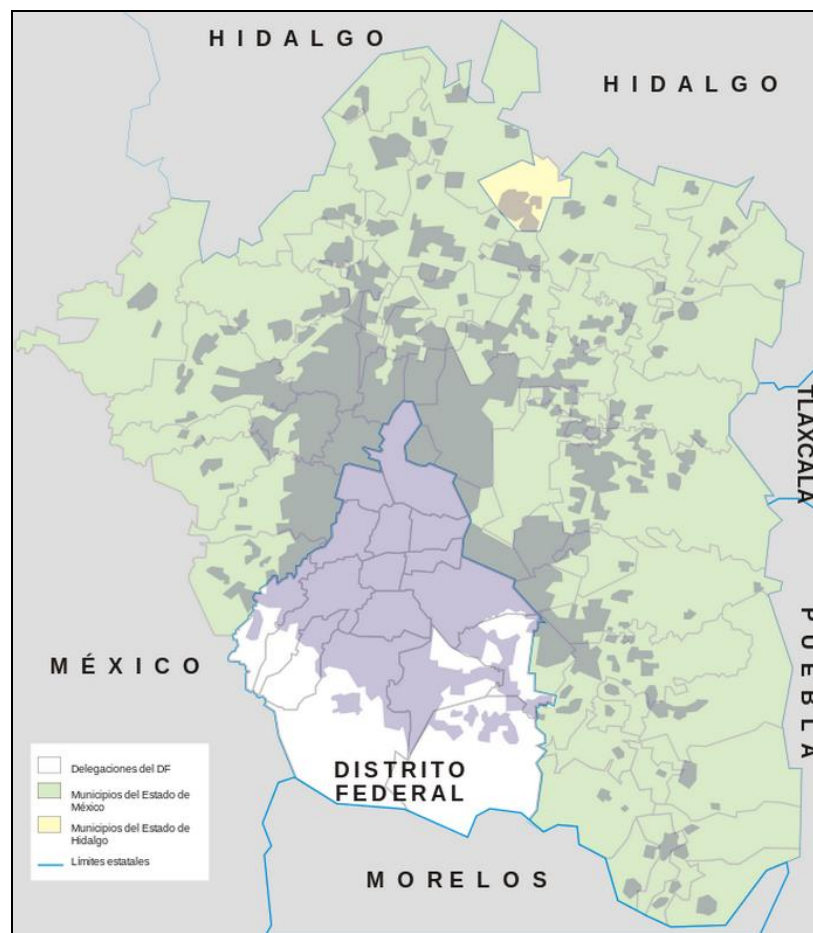 HIDALGO
HIDALGO
TLAXCALA
PUEBLA
MÉXICO
DISTRITO
FEDERAL
MORELOS
Delegaciones del DF
Municipios del Estado de
México
Municipios del Estado de
Hidalgo
Límites estatales